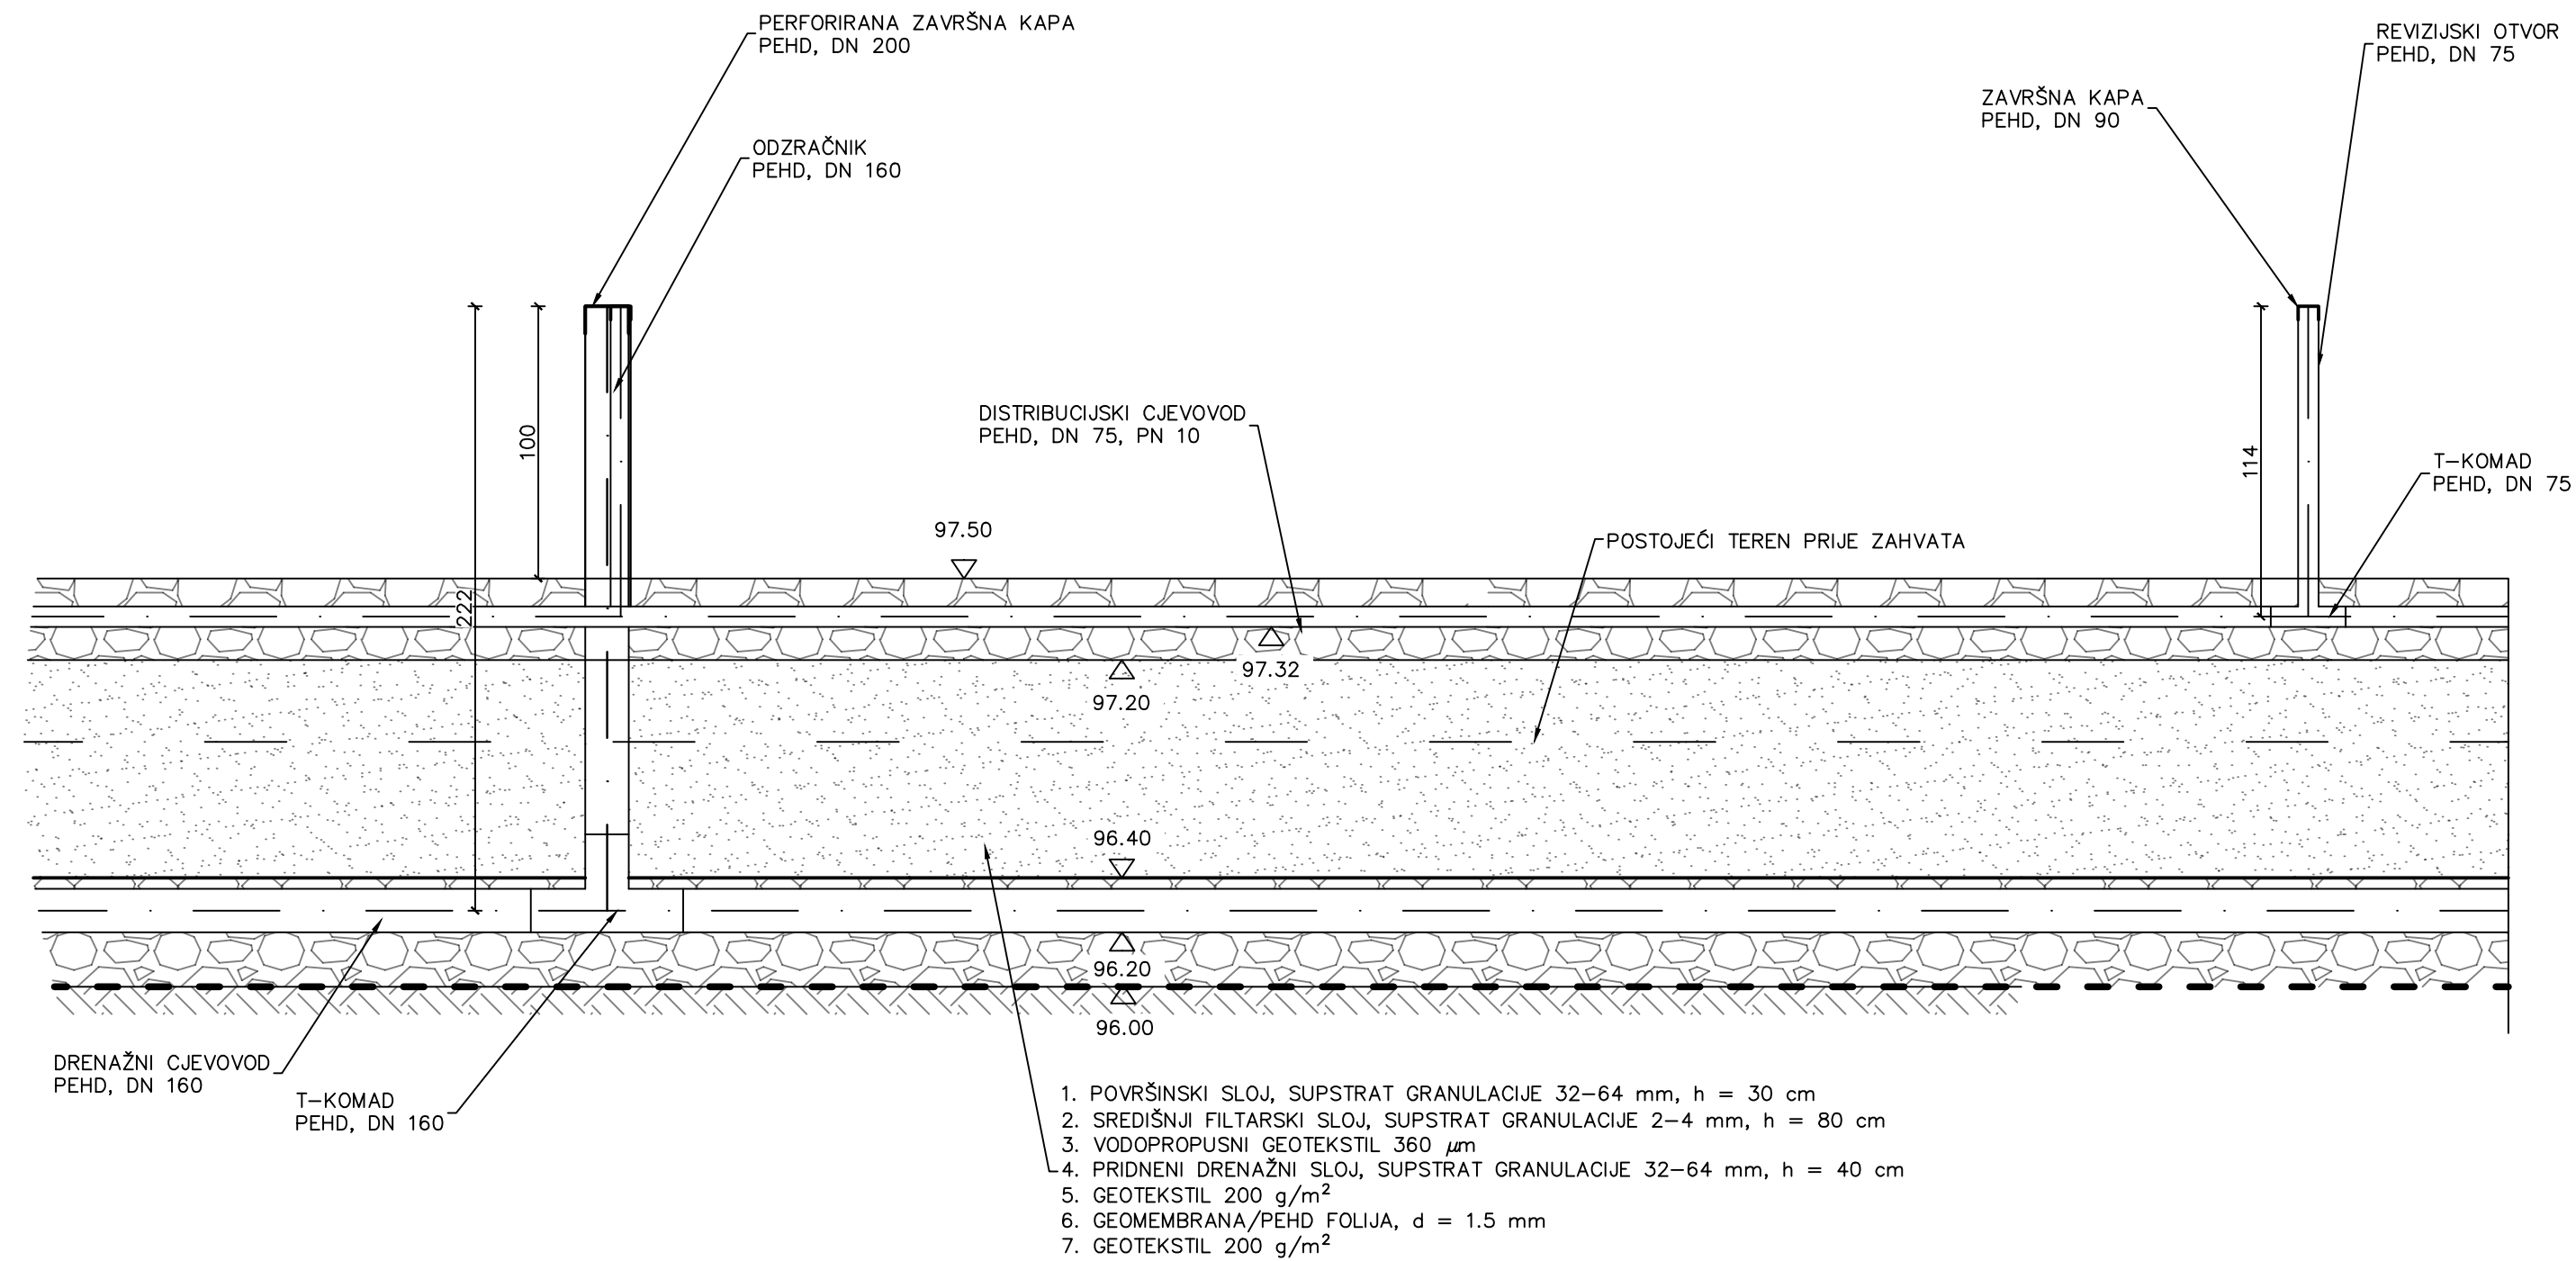 PERFORIRANA ZAVRŠNA KAPA
PEHD, DN 200
REVIZIJSKI OTVOR
PEHD, DN 75
ZAVRŠNA KAPA
PEHD, DN 90
ODZRAČNIK
PEHD, DN 160
DISTRIBUCIJSKI CJEVOVOD
PEHD, DN 75, PN 10
100
114
T-KOMAD
PEHD, DN 75
97.50
POSTOJEĆI TEREN PRIJE ZAHVATA
222
97.32
97.20
96.40
96.20
96.00
DRENAŽNI CJEVOVOD
PEHD, DN 160
T-KOMAD
PEHD, DN 160
1. POVRŠINSKI SLOJ, SUPSTRAT GRANULACIJE 32-64 mm, h = 30 cm
2. SREDIŠNJI FILTARSKI SLOJ, SUPSTRAT GRANULACIJE 2-4 mm, h = 80 cm
3. VODOPROPUSNI GEOTEKSTIL 360 μm
4. PRIDNENI DRENAŽNI SLOJ, SUPSTRAT GRANULACIJE 32-64 mm, h = 40 cm
5. GEOTEKSTIL 200 g/m²
6. GEOMEMBRANA/PEHD FOLIJA, d = 1.5 mm
7. GEOTEKSTIL 200 g/m²